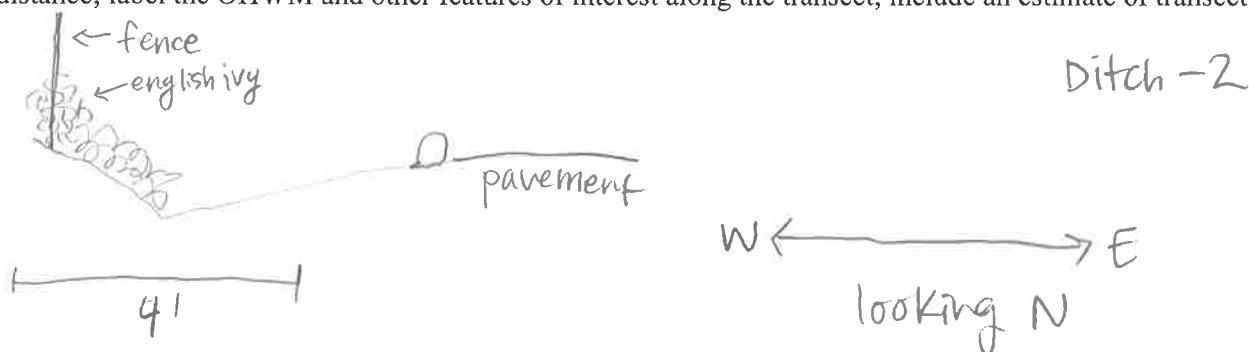 distance, label the OHWM and other features of interest along the transect; include an estimate of transect
fence
english ivy
Ditch-2
pavement
W E
4'
looking N